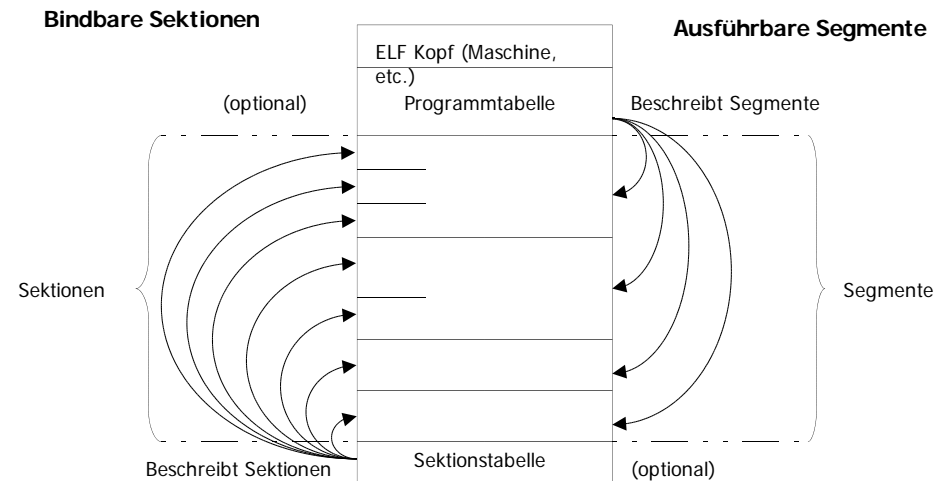 Bindbare Sektionen
Ausführbare Segmente
ELF Kopf (Maschine,
etc.)
(optional)
Programmtabelle
Beschreibt Segmente
Sektionen
Segmente
Beschreibt Sektionen
Sektionstabelle
(optional)